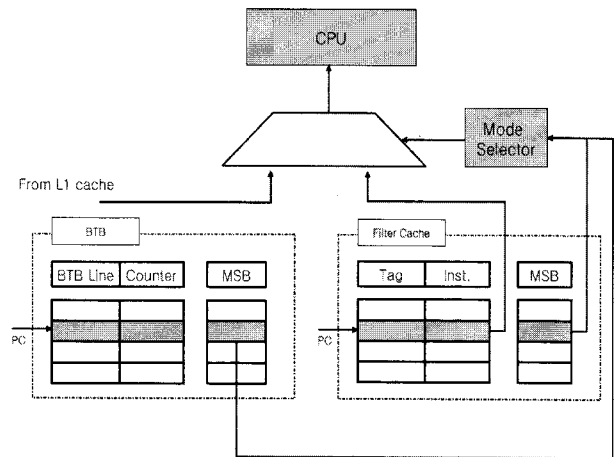 CPU
Mode
Selector
From L1 cache
BTB
Filter Cache
BTB Line Counter MSB
Tag Inst. MSB
PC
PC